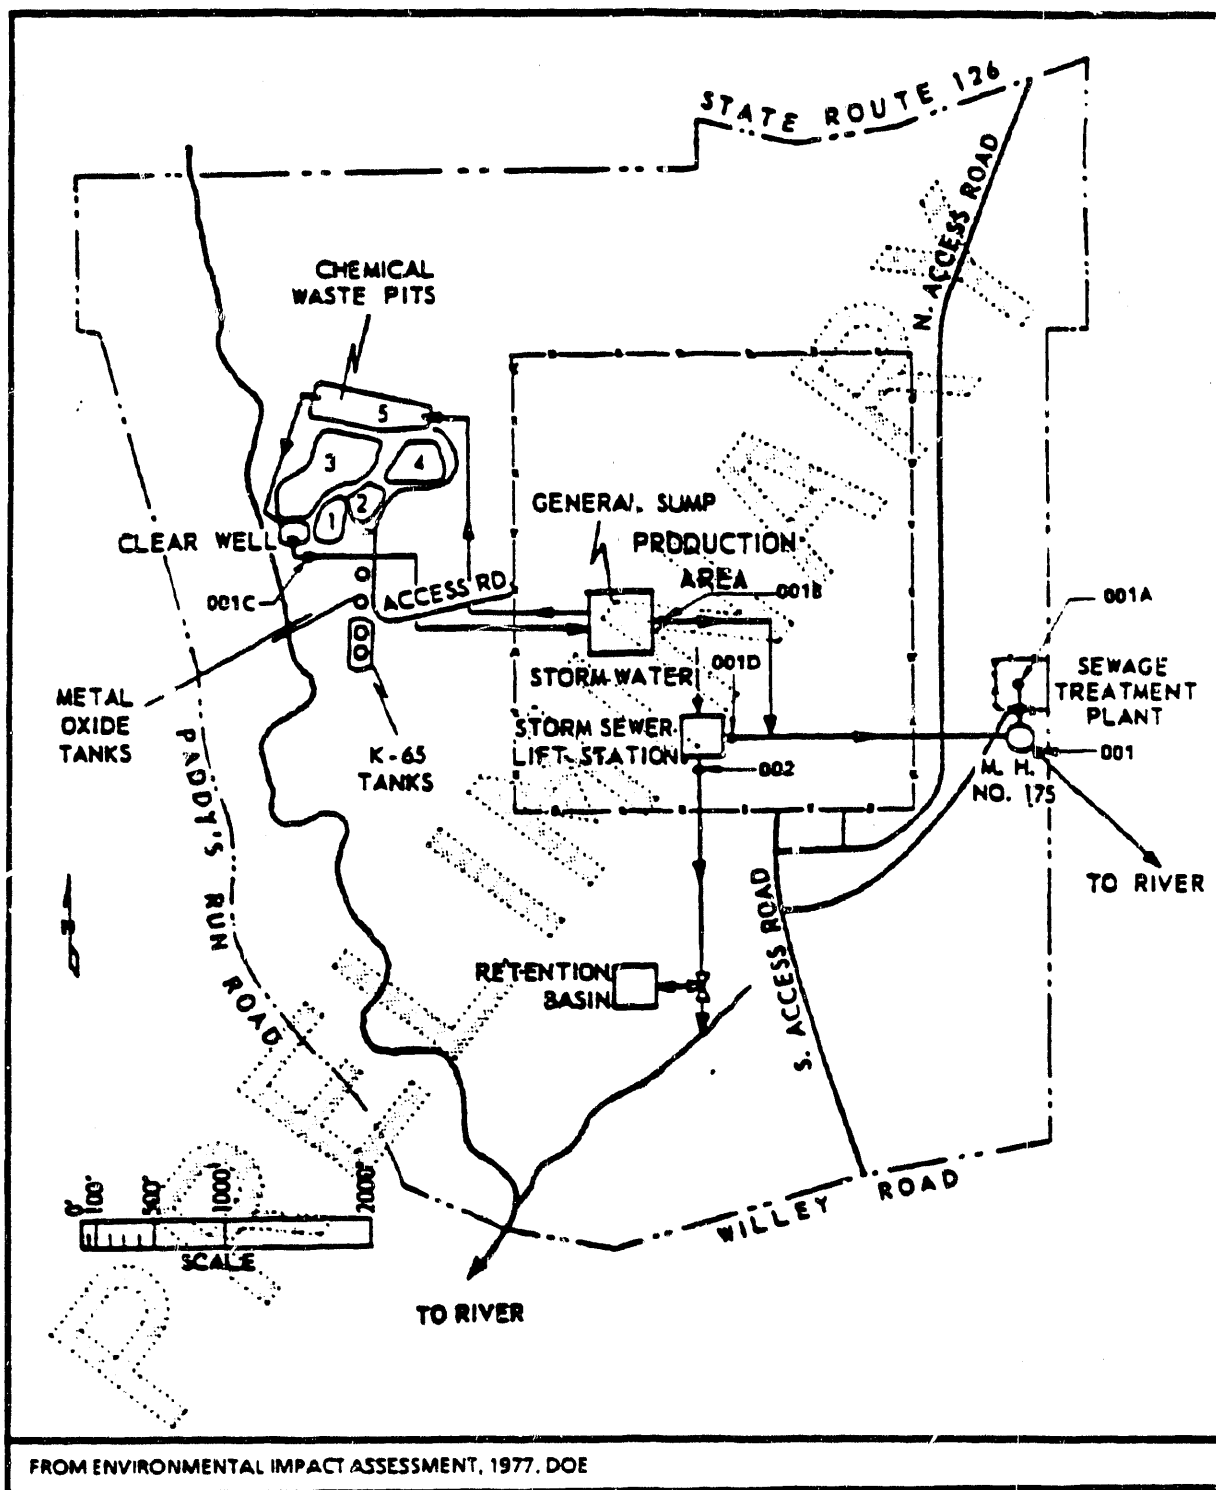 STATE ROUTE 126
N. ACCESS ROAD
CHEMICAL
WASTE PITS
5
3
4
2
1
GENERAL SUMP
CLEAR WELL
PRODUCTION
AREA
001B
001C
ACCESS RD
001A
STORM WATER
001D
SEWAGE
TREATMENT
PLANT
METAL
OXIDE
TANKS
STORM SEWER
LIFT STATION
K-65
TANKS
002
001
M. H.
NO. 175
PADDY'S RUN ROAD
TO RIVER
S. ACCESS ROAD
RETENTION
BASIN
0' 100' 500' 1000' 2000'
SCALE
WILLEY ROAD
TO RIVER
PRELIMINARY
FROM ENVIRONMENTAL IMPACT ASSESSMENT, 1977. DOE